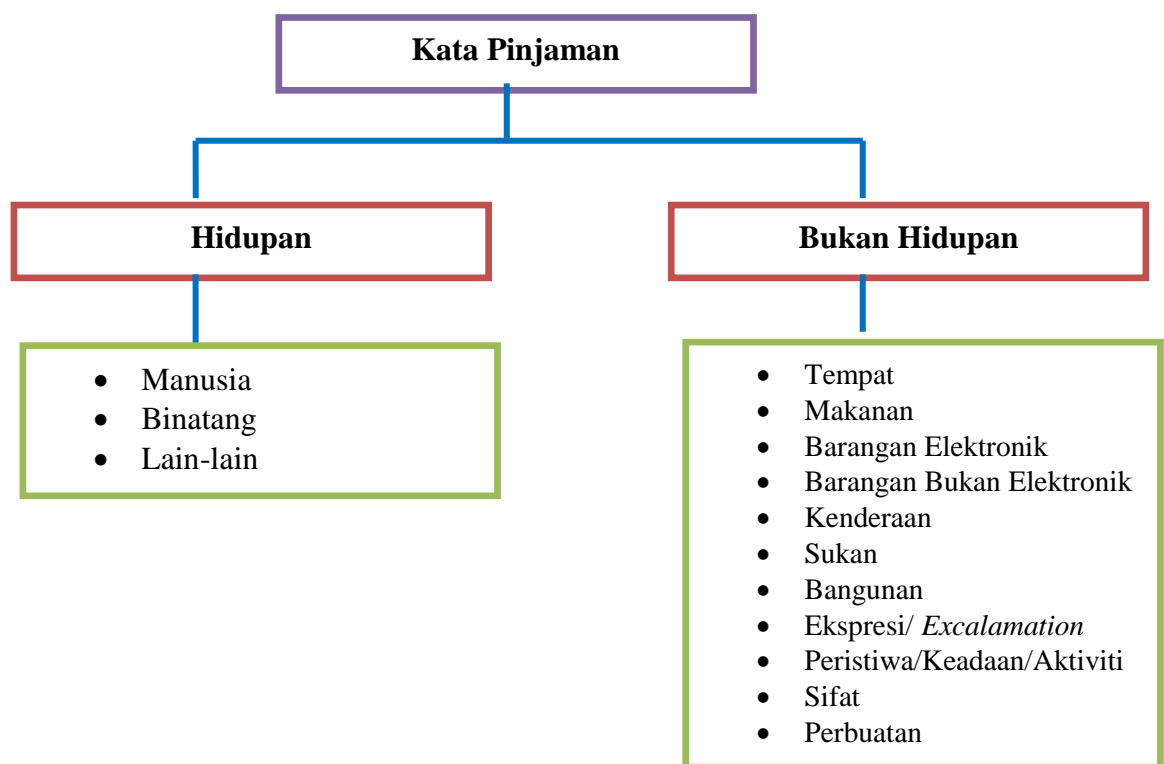 Kata Pinjaman
Hidupan
Bukan Hidupan
• Manusia
• Binatang
• Lain-lain
• Tempat
• Makanan
• Barangan Elektronik
• Barangan Bukan Elektronik
• Kenderaan
• Sukan
• Bangunan
• Ekspresi/ Excalamation
• Peristiwa/Keadaan/Aktiviti
• Sifat
• Perbuatan